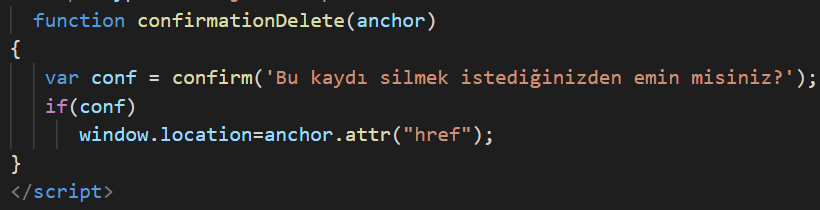 function confirmationDelete(anchor)
{
var conf = confirm('Bu kaydı silmek istediğinizden emin misiniz?');
if(conf)
window.location=anchor.attr("href");
}
</script>